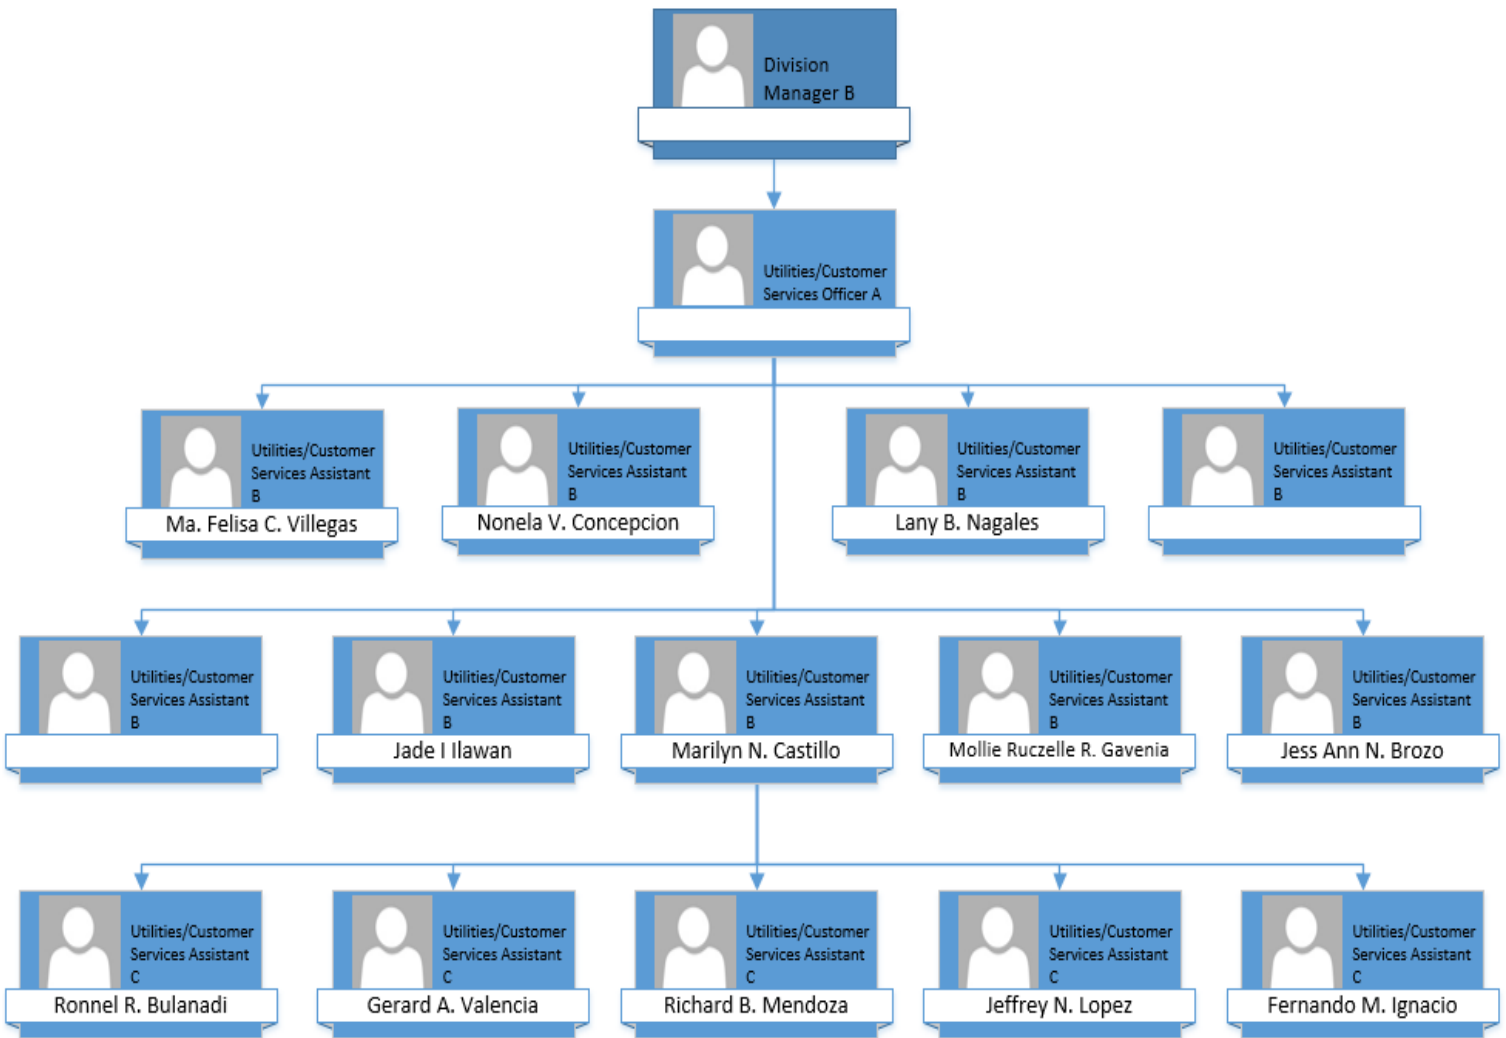 Division
Manager B
Utilities/Customer
Services Officer A
Utilities/Customer
Services Assistant
B
Ma. Felisa C. Villegas
Utilities/Customer
Services Assistant
B
Nonela V. Concepcion
Utilities/Customer
Services Assistant
B
Lany B. Nagales
Utilities/Customer
Services Assistant
B
Utilities/Customer
Services Assistant
B
Utilities/Customer
Services Assistant
B
Jade I Ilawan
Utilities/Customer
Services Assistant
B
Marilyn N. Castillo
Utilities/Customer
Services Assistant
B
Mollie Ruczelle R. Gavenia
Utilities/Customer
Services Assistant
B
Jess Ann N. Brozo
Utilities/Customer
Services Assistant
C
Ronnel R. Bulanadi
Utilities/Customer
Services Assistant
C
Gerard A. Valencia
Utilities/Customer
Services Assistant
C
Richard B. Mendoza
Utilities/Customer
Services Assistant
C
Jeffrey N. Lopez
Utilities/Customer
Services Assistant
C
Fernando M. Ignacio